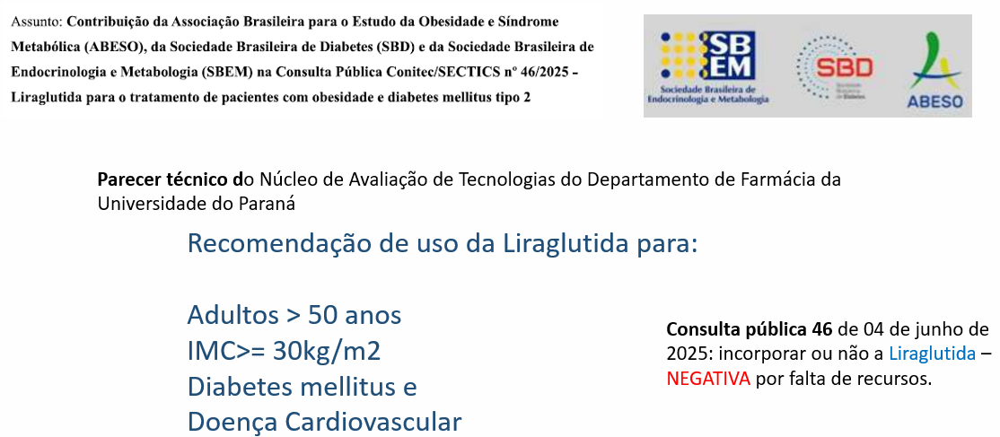 Assunto: Contribuição da Associação Brasileira para o Estudo da Obesidade e Síndrome
Metabólica (ABESO), da Sociedade Brasileira de Diabetes (SBD) e da Sociedade Brasileira de
Endocrinologia e Metabologia (SBEM) na Consulta Pública Conitec/SECTICS nº 46/2025 -
Liraglutida para o tratamento de pacientes com obesidade e diabetes mellitus tipo 2
SB
EM
Sociedade Brasileira de
Endocrinologia e Metabologia
SBD
Sociedade
Brasileira
de Diabetes
ABESO
Parecer técnico do Núcleo de Avaliação de Tecnologias do Departamento de Farmácia da
Universidade do Paraná
Recomendação de uso da Liraglutida para:
Adultos > 50 anos
IMC>= 30kg/m2
Diabetes mellitus e
Doença Cardiovascular
Consulta pública 46 de 04 de junho de
2025: incorporar ou não a Liraglutida –
NEGATIVA por falta de recursos.